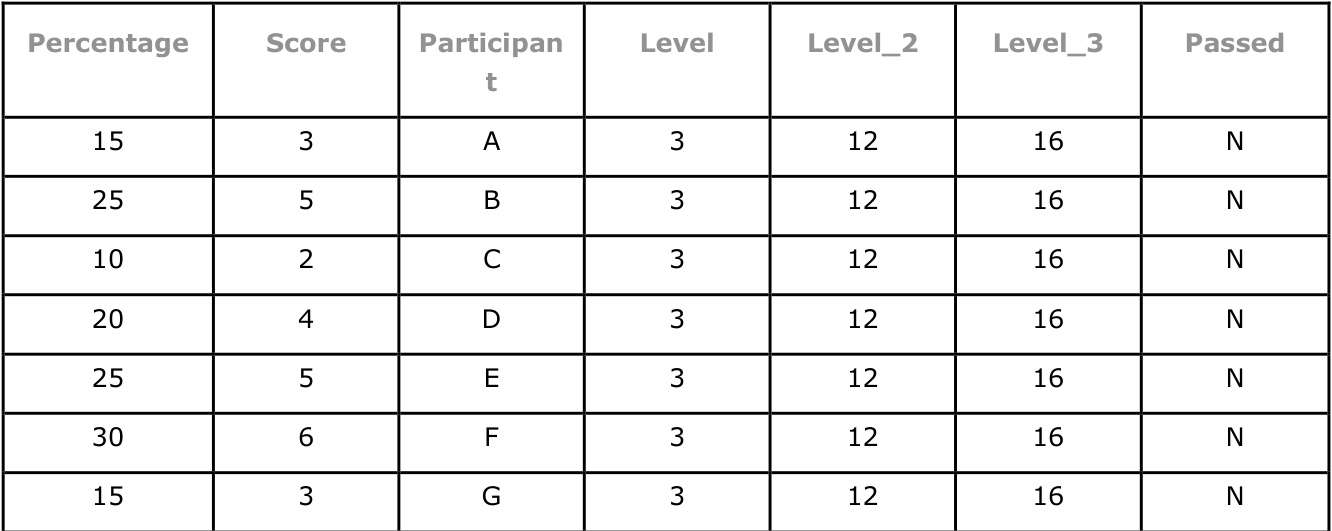 Percentage Score Participan Level Level_2 Level_3 Passed
t
15 3 A 3 12 16 N
25 5 B 3 12 16 N
10 2 C 3 12 16 N
20 4 D 3 12 16 N
25 5 E 3 12 16 N
30 6 F 3 12 16 N
15 3 G 3 12 16 N